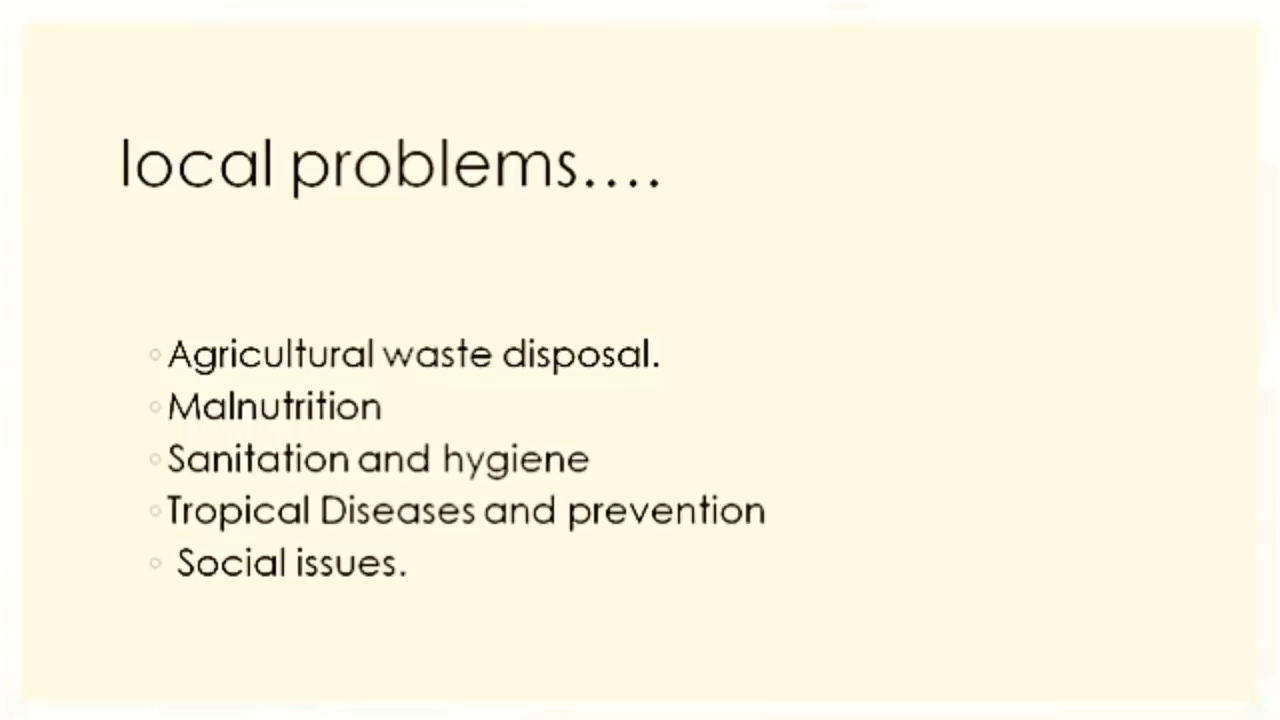 local problems....
◦ Agricultural waste disposal.
◦ Malnutrition
◦ Sanitation and hygiene
◦ Tropical Diseases and prevention
◦ Social issues.